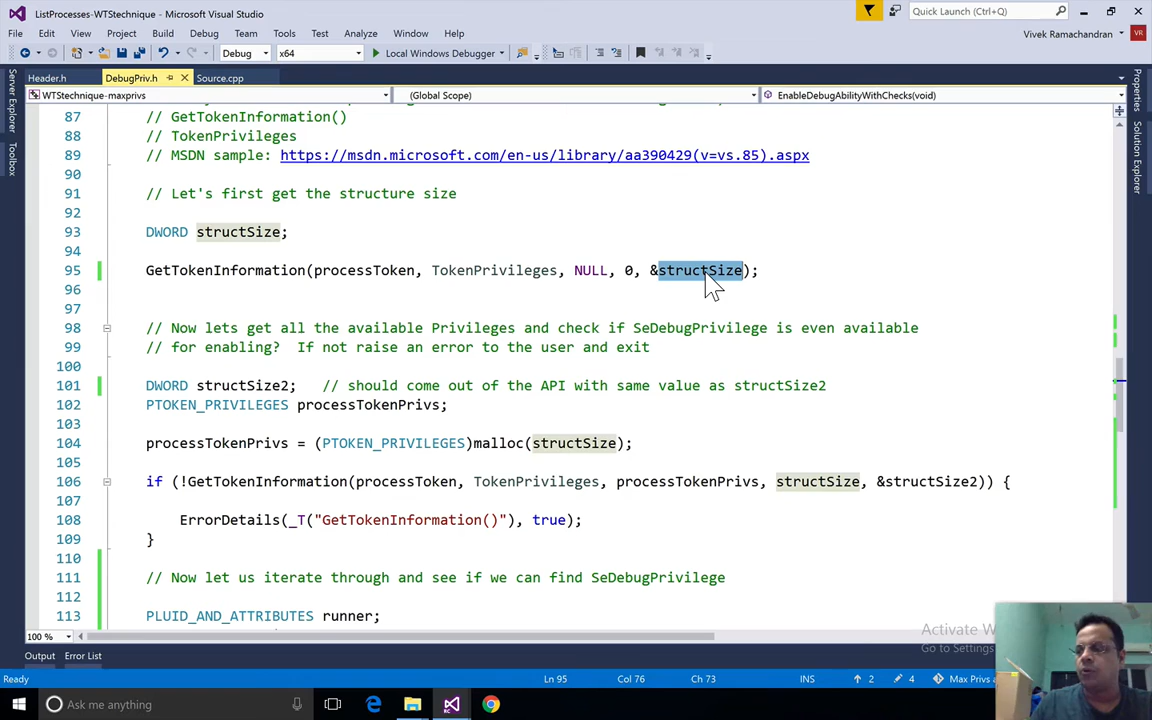 ListProcesses-WTStechnique - Microsoft Visual Studio
Quick Launch (Ctrl+Q)
File Edit View Project Build Debug Team Tools Test Analyze Window Help
Vivek Ramachandran VR
Debug x64 Local Windows Debugger
Header.h DebugPriv.h Source.cpp
WTStechnique-maxprivs (Global Scope) EnableDebugAbilityWithChecks(void)
Server Explorer
Toolbox
Properties
Solution Explorer
87 // GetTokenInformation()
88 // TokenPrivileges
89 // MSDN sample: https://msdn.microsoft.com/en-us/library/aa390429(v=vs.85).aspx
90
91 // Let's first get the structure size
92
93 DWORD structSize;
94
95 GetTokenInformation(processToken, TokenPrivileges, NULL, 0, &structSize);
96
97
98 // Now lets get all the available Privileges and check if SeDebugPrivilege is even available
99 // for enabling? If not raise an error to the user and exit
100
101 DWORD structSize2; // should come out of the API with same value as structSize2
102 PTOKEN_PRIVILEGES processTokenPrivs;
103
104 processTokenPrivs = (PTOKEN_PRIVILEGES)malloc(structSize);
105
106 if (!GetTokenInformation(processToken, TokenPrivileges, processTokenPrivs, structSize, &structSize2)) {
107
108 ErrorDetails(_T("GetTokenInformation()"), true);
109 }
110
111 // Now let us iterate through and see if we can find SeDebugPrivilege
112
113 PLUID_AND_ATTRIBUTES runner;
100 %
Activate W
Go to Settings
Output Error List
Ready Ln 95 Col 76 Ch 73 INS 2 4 Max Privs a
Ask me anything